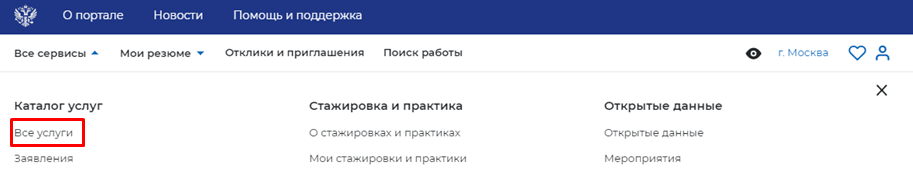 О портале Новости Помощь и поддержка
Все сервисы Мои резюме Отклики и приглашения Поиск работы г. Москва
Каталог услуг Стажировка и практика Открытые данные
Все услуги О стажировках и практиках Открытые данные
Заявления Мои стажировки и практики Мероприятия